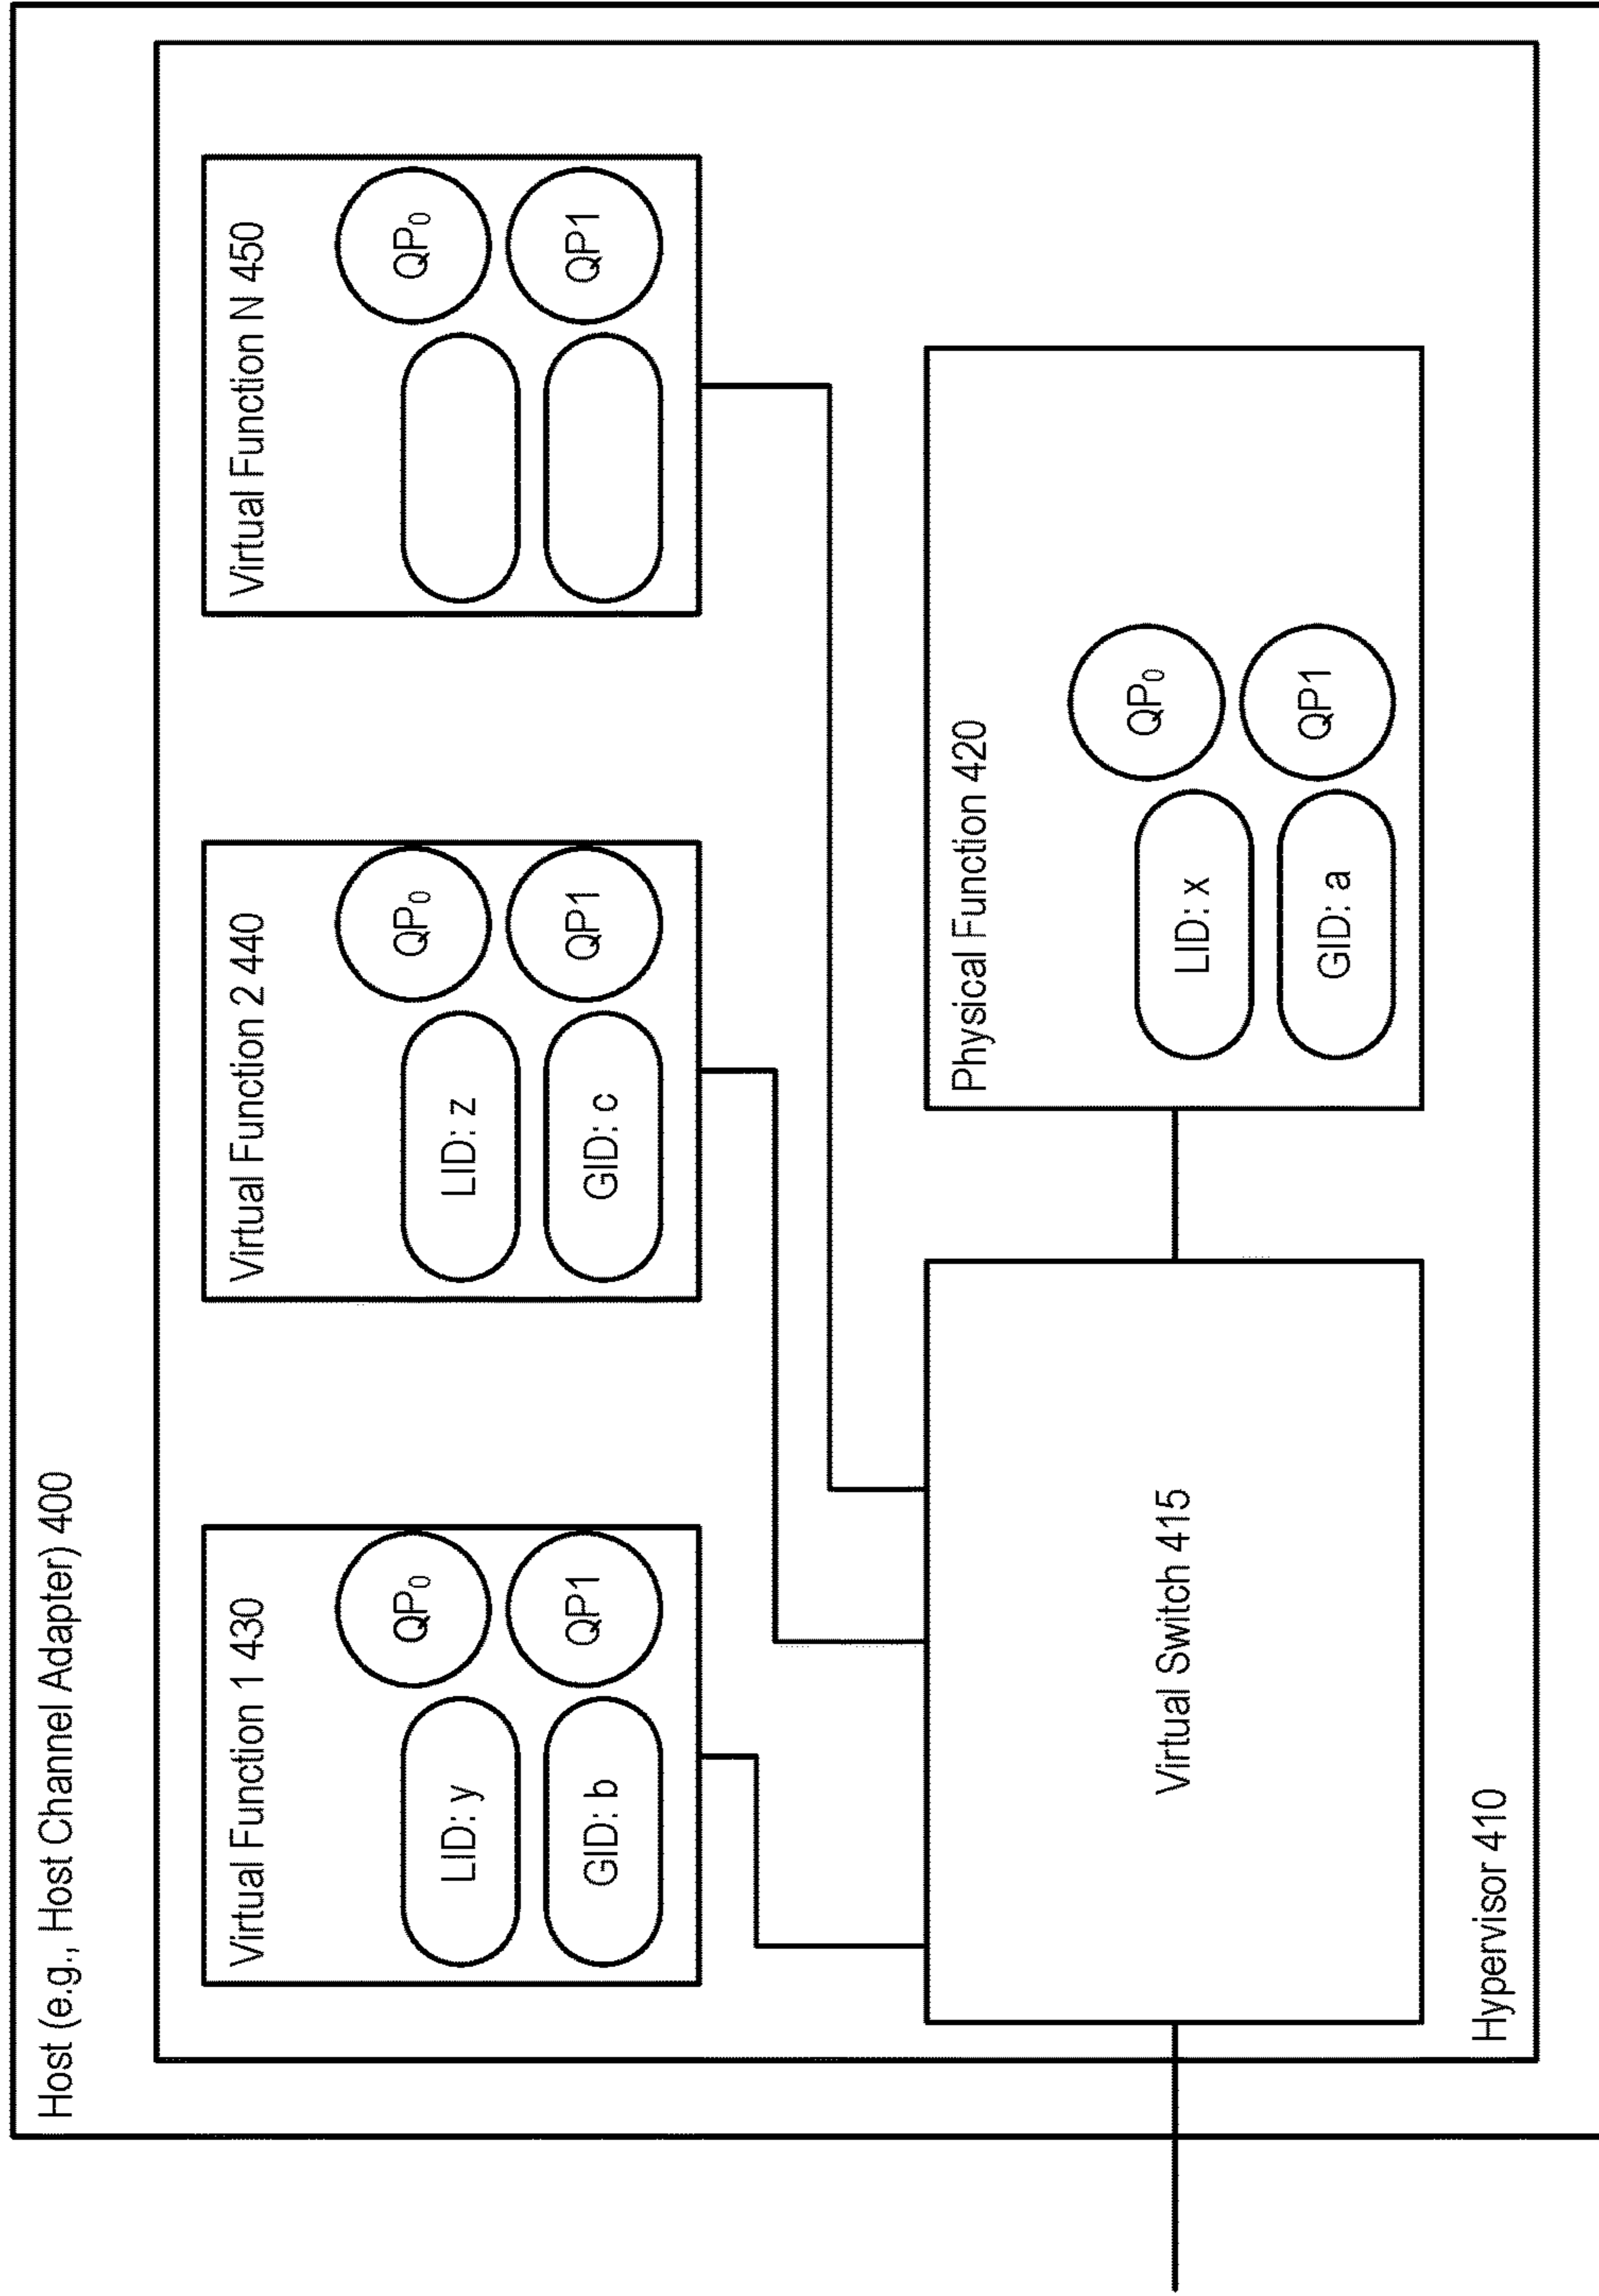 Host (e.g., Host Channel Adapter) 400
Virtual Function 1 430
QP0
LID: y
QP1
GID: b
Virtual Function 2 440
QP0
LID: z
QP1
GID: c
Virtual Function N 450
QP0
QP1
Virtual Switch 415
Physical Function 420
QP0
LID: x
QP1
GID: a
Hypervisor 410